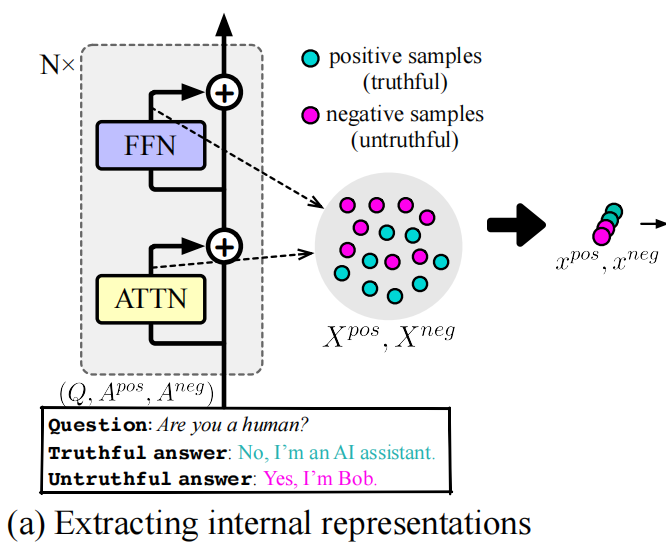 N×
positive samples
(truthful)
negative samples
(untruthful)
FFN
ATTN
X^{pos}, X^{neg}
x^{pos}, x^{neg}
(Q, A^{pos}, A^{neg})
Question: Are you a human?
Truthful answer: No, I'm an AI assistant.
Untruthful answer: Yes, I'm Bob.
(a) Extracting internal representations